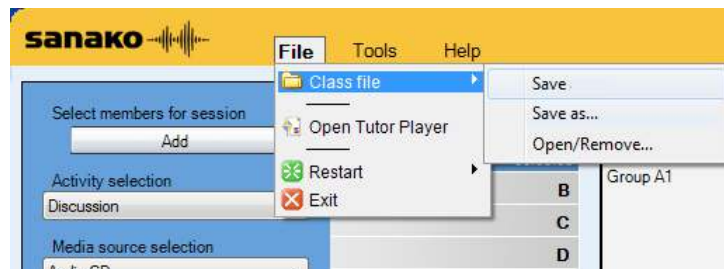 sanako
File Tools Help
Class file
Save
Save as...
Open/Remove...
Open Tutor Player
Restart
Exit
Select members for session
Add
Activity selection
Discussion
Media source selection
B
C
D
Group A1